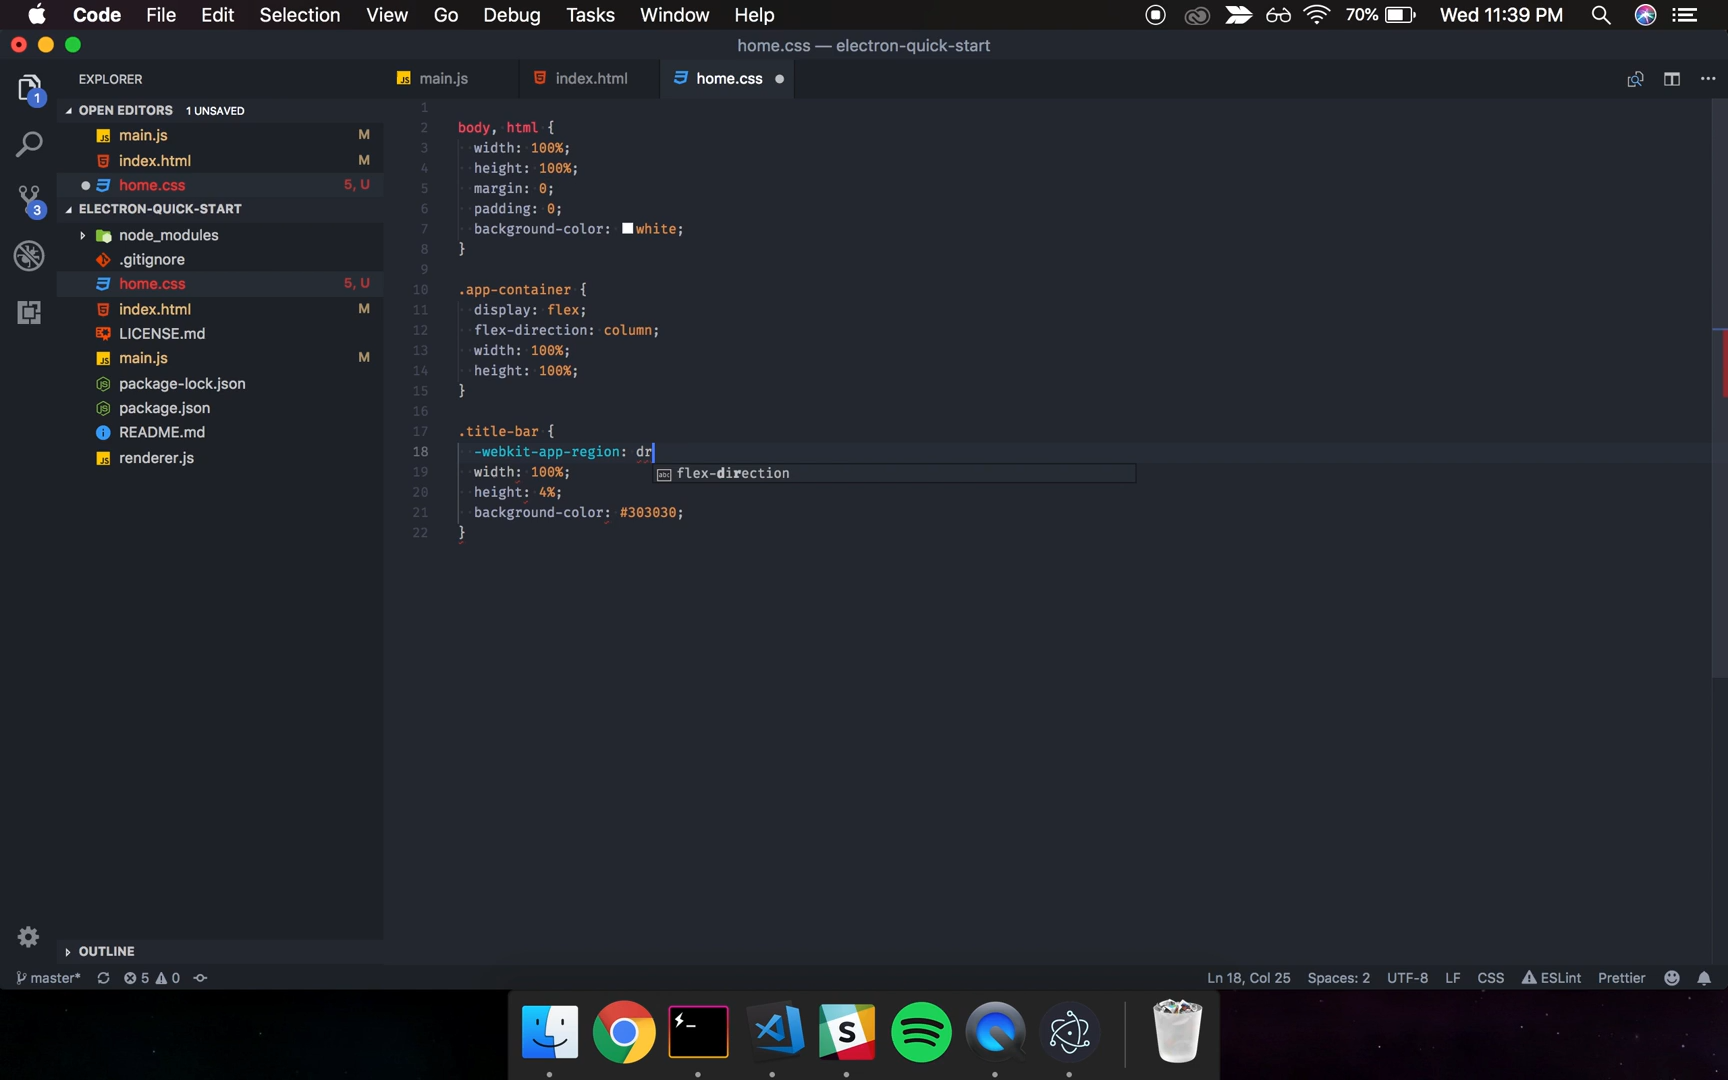 Code File Edit Selection View Go Debug Tasks Window Help 70% Wed 11:39 PM
home.css — electron-quick-start
EXPLORER
JS main.js index.html home.css
1
OPEN EDITORS 1 UNSAVED
JS main.js M
index.html M
home.css 5, U
3
ELECTRON-QUICK-START
node_modules
.gitignore
home.css 5, U
index.html M
LICENSE.md
JS main.js M
package-lock.json
package.json
README.md
JS renderer.js
OUTLINE
1
2 body, html {
3 width: 100%;
4 height: 100%;
5 margin: 0;
6 padding: 0;
7 background-color: white;
8 }
9
10 .app-container {
11 display: flex;
12 flex-direction: column;
13 width: 100%;
14 height: 100%;
15 }
16
17 .title-bar {
18 -webkit-app-region: dr
19 width: 100%;
abc flex-direction
20 height: 4%;
21 background-color: #303030;
22 }
master* 5 0 Ln 18, Col 25 Spaces: 2 UTF-8 LF CSS ESLint Prettier
S